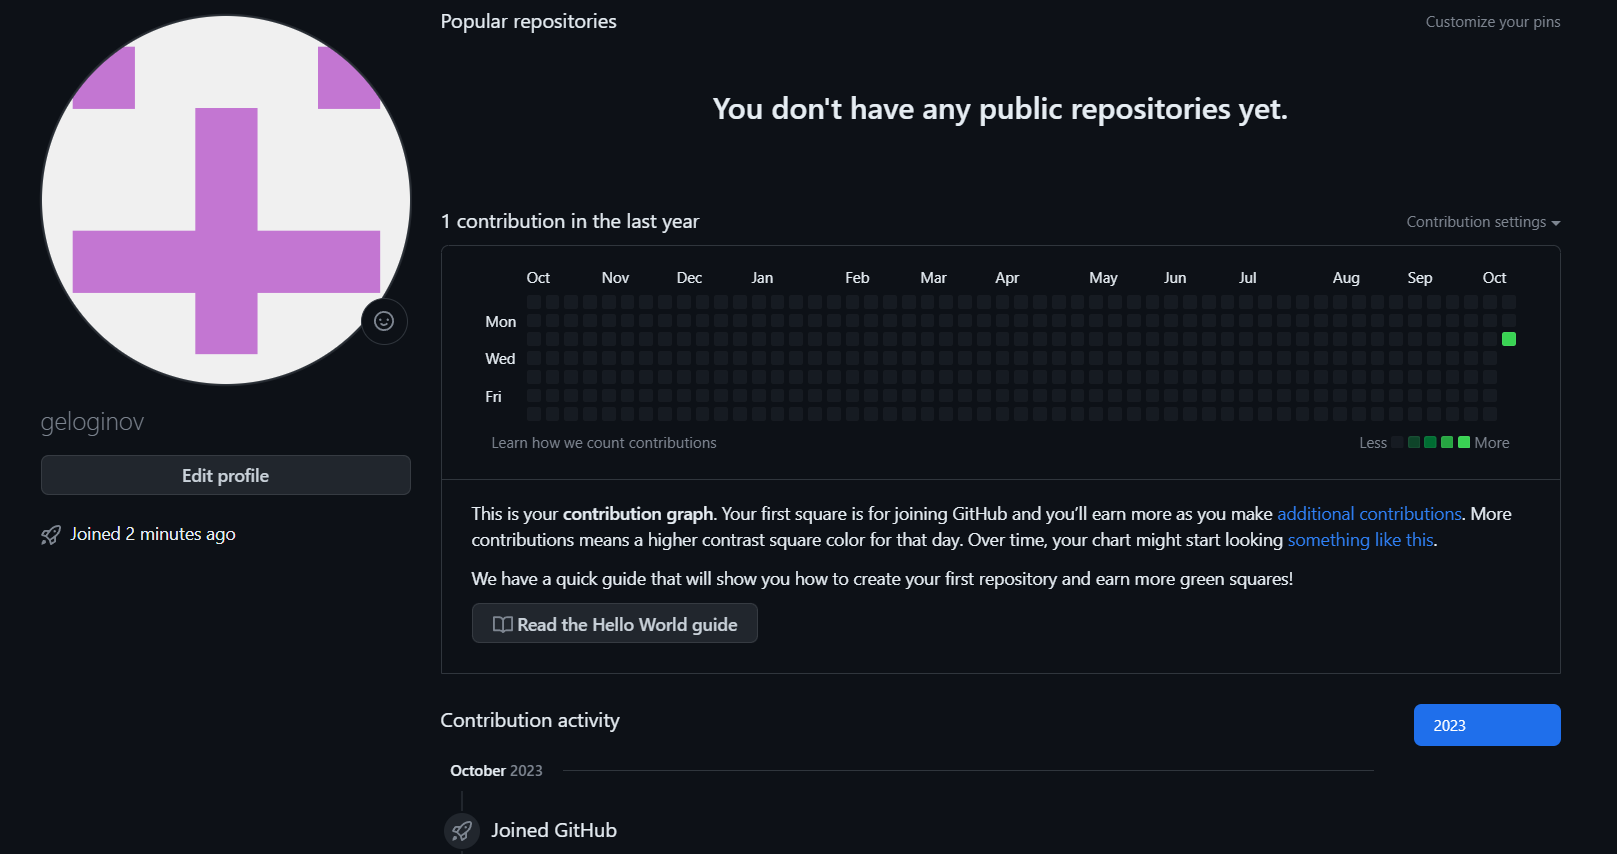 Popular repositories
Customize your pins
You don't have any public repositories yet.
1 contribution in the last year
Contribution settings
Oct Nov Dec Jan Feb Mar Apr May Jun Jul Aug Sep Oct
Mon
Wed
Fri
Learn how we count contributions
Less More
geloginov
Edit profile
Joined 2 minutes ago
This is your contribution graph. Your first square is for joining GitHub and you’ll earn more as you make additional contributions. More
contributions means a higher contrast square color for that day. Over time, your chart might start looking something like this.
We have a quick guide that will show you how to create your first repository and earn more green squares!
Read the Hello World guide
Contribution activity
2023
October 2023
Joined GitHub